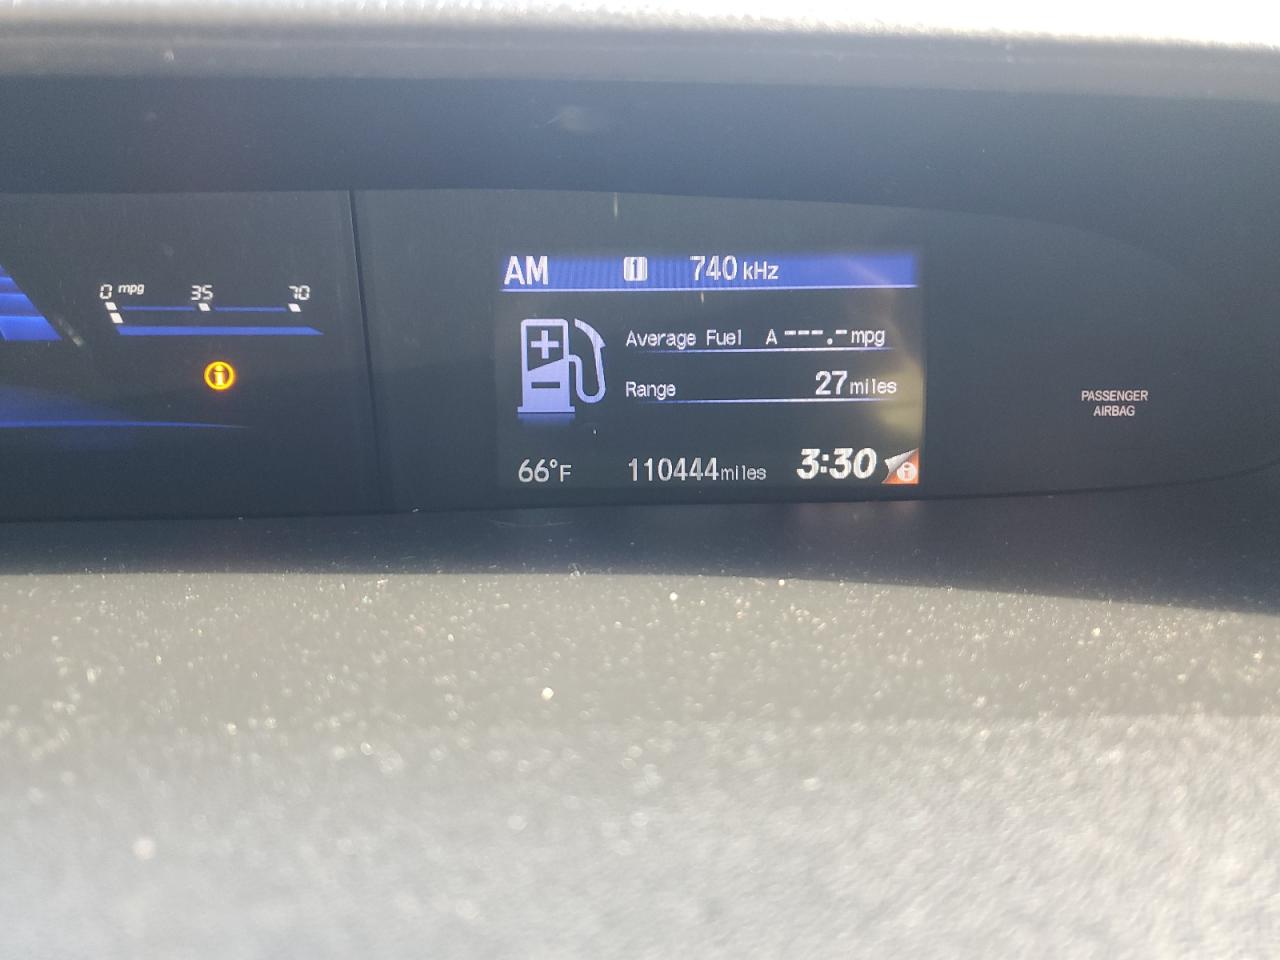 0 mpg 35 70
AM 1 740 kHz
Average Fuel A ---.- mpg
Range 27 miles
66°F 110444 miles 3:30
PASSENGER
AIRBAG